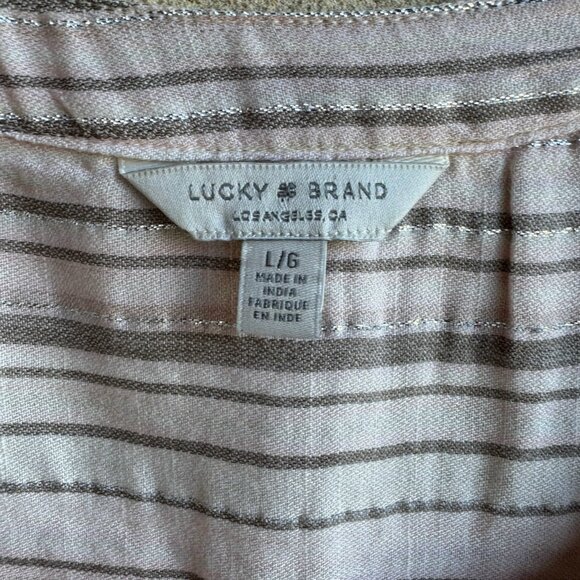 LUCKY BRAND
LOS ANGELES, CA
L/G
MADE IN
INDIA
FABRIQUE
EN INDE